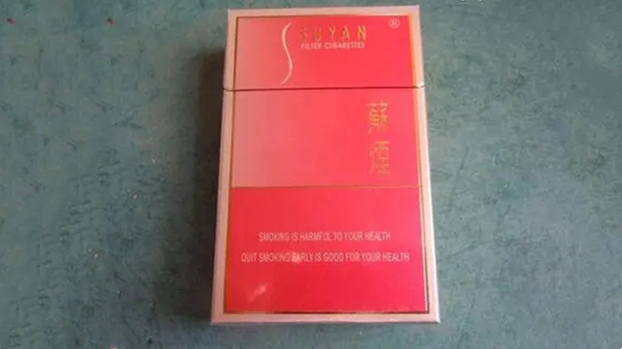 SUYAN
®
FILTER CIGARETTES
蘇
煙
SMOKING IS HARMFUL TO YOUR HEALTH
QUIT SMOKING EARLY IS GOOD FOR YOUR HEALTH